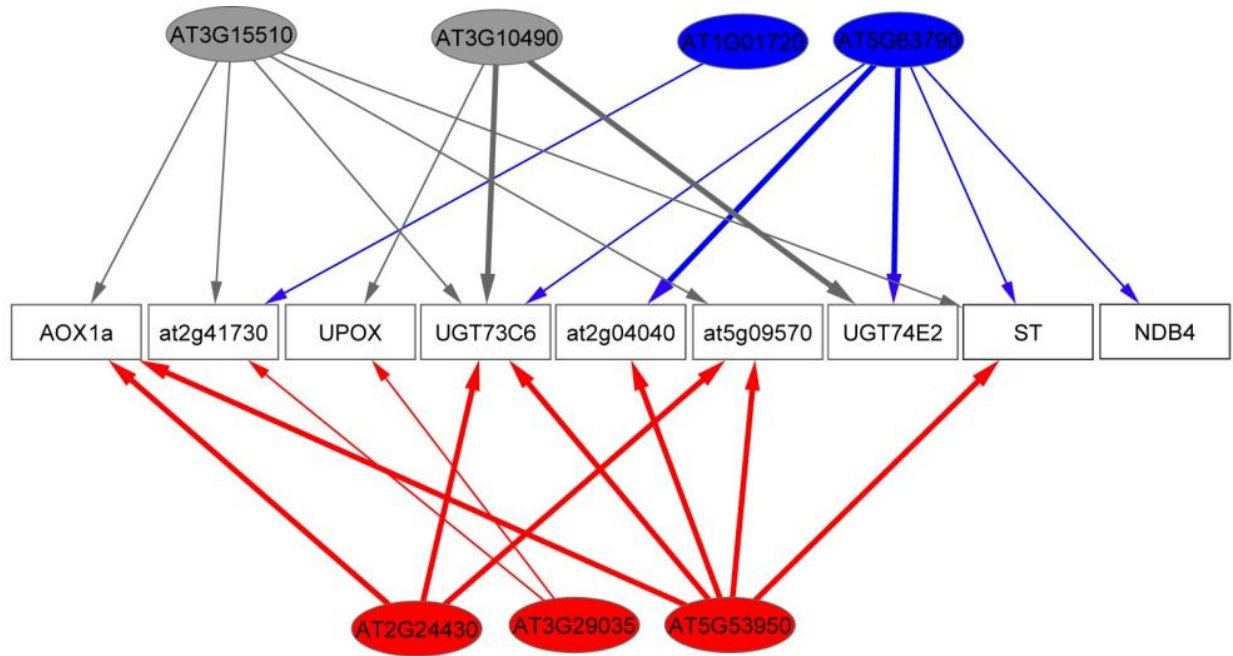 AT3G15510
AT3G10490
AT1G01720
AT5G63790
AOX1a
at2g41730
UPOX
UGT73C6
at2g04040
at5g09570
UGT74E2
ST
NDB4
AT2G24430
AT3G29035
AT5G53950